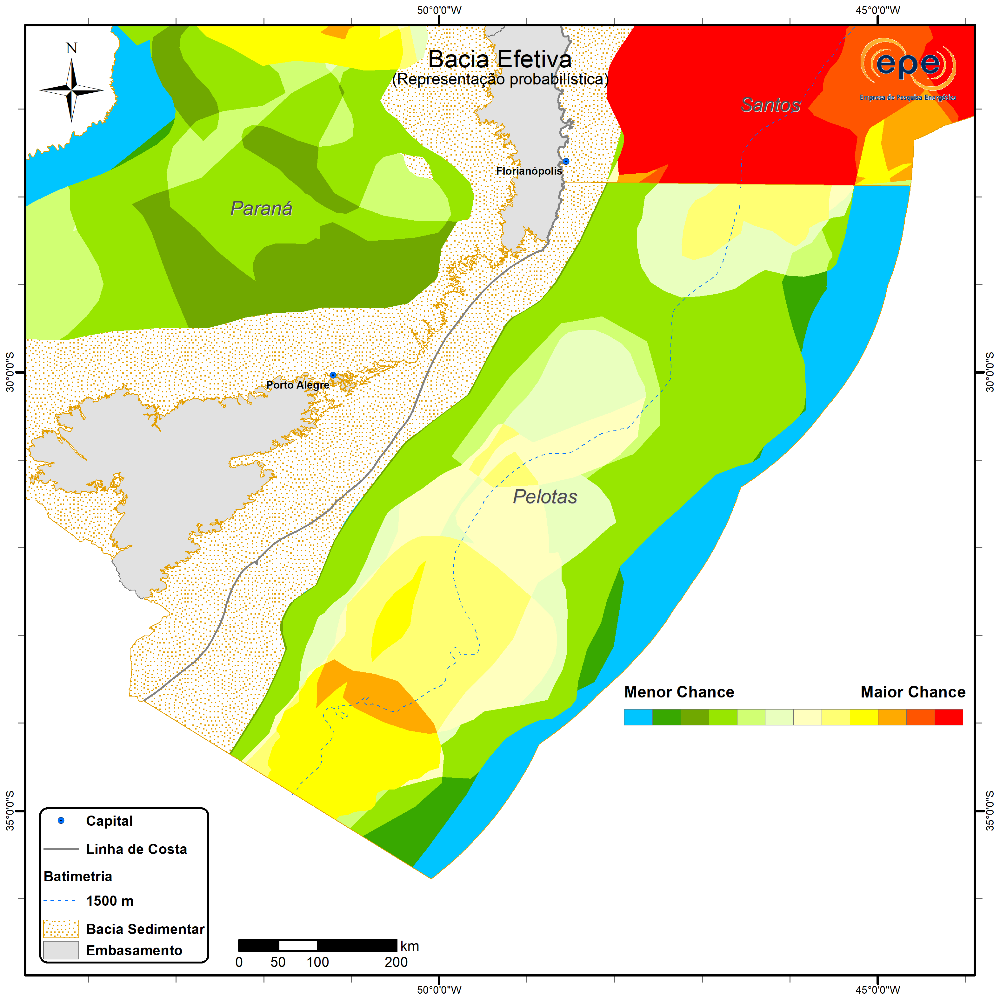 50°0'0"W
45°0'0"W
N
Bacia Efetiva
(Representação probabilística)
epe
Empresa de Pesquisa Energética
Santos
Florianópolis
Paraná
30°0'0"S
30°0'0"S
Porto Alegre
Pelotas
Menor Chance
Maior Chance
35°0'0"S
35°0'0"S
Capital
Linha de Costa
Batimetria
1500 m
Bacia Sedimentar
Embasamento
km
0 50 100 200
50°0'0"W
45°0'0"W